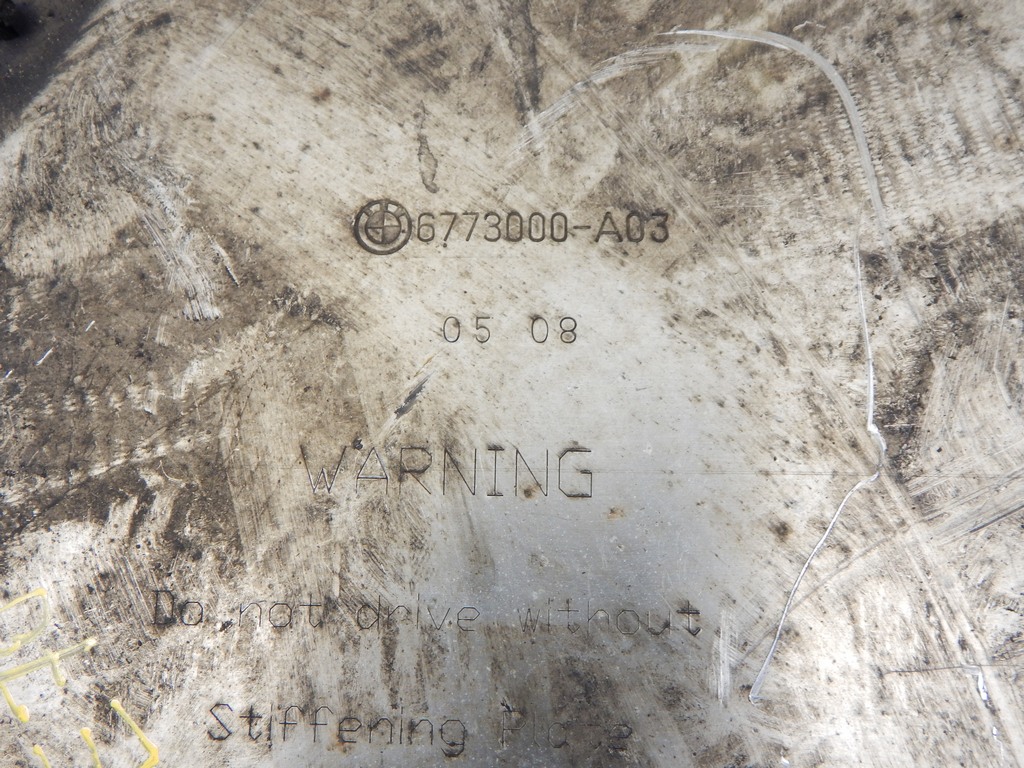 6773000-A03
05 08
WARNING
Do not drive without
Stiffening Plate